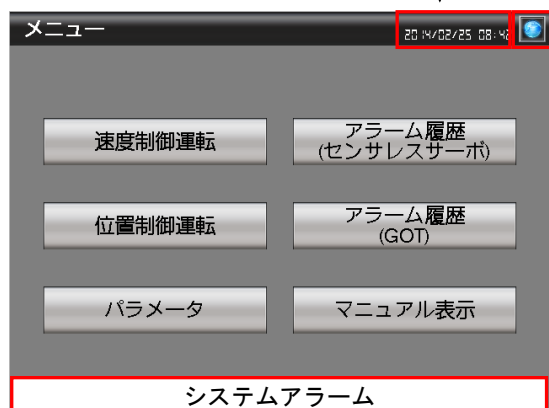 メニュー
2014/02/25 08:42
速度制御運転
アラーム履歴
(センサレスサーボ)
位置制御運転
アラーム履歴
(GOT)
パラメータ
マニュアル表示
システムアラーム